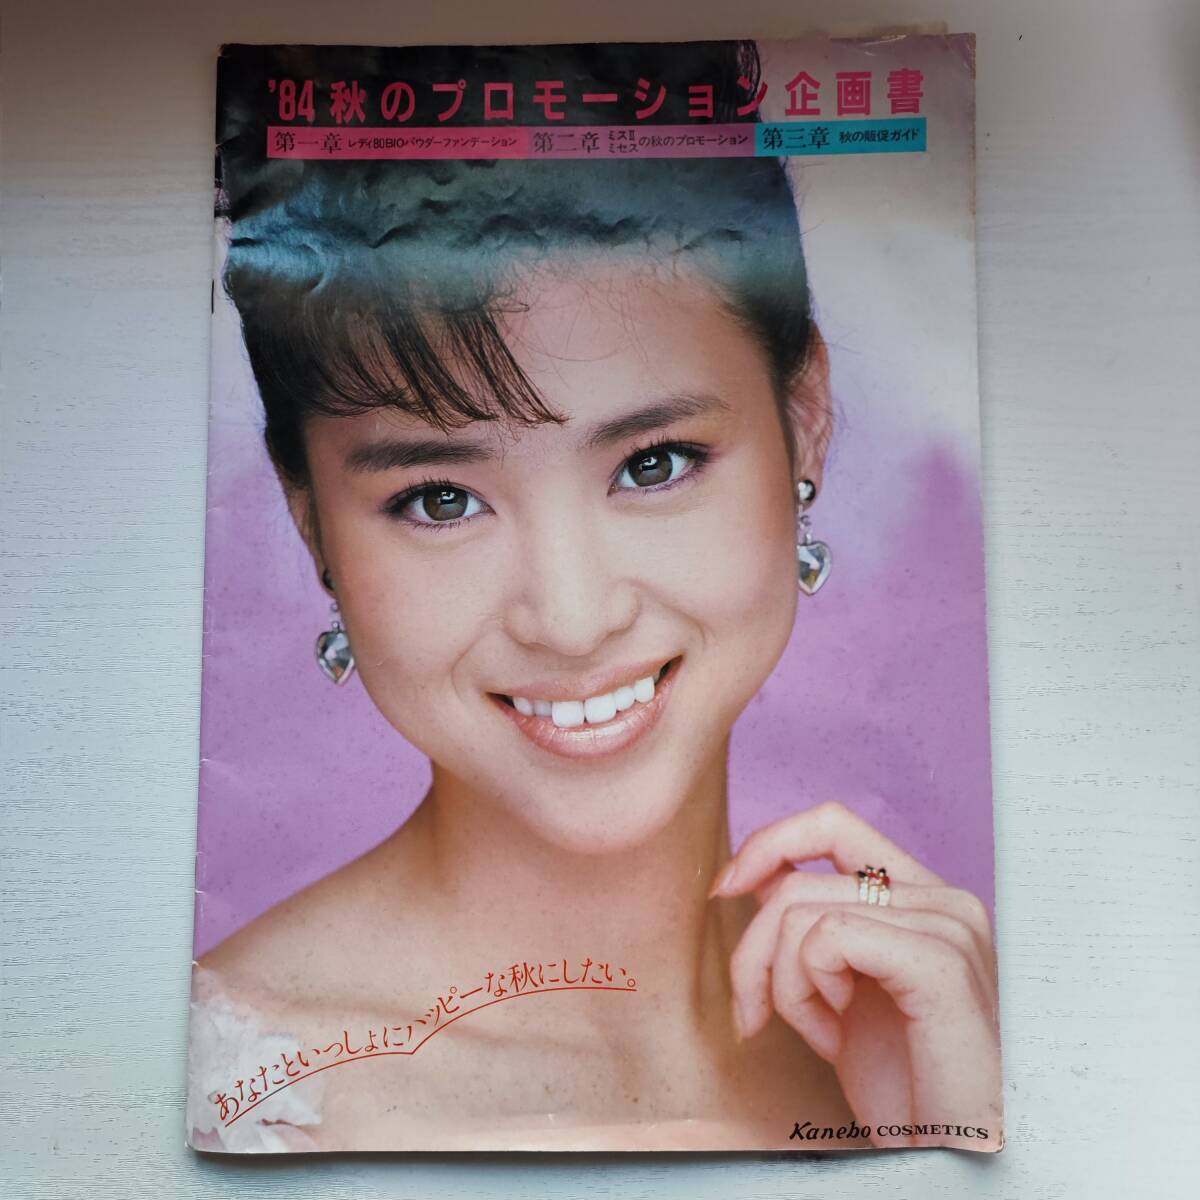 '84秋のプロモーション企画書
第一章 レディ80BIOパウダーファンデーション 第二章 ミスⅡ ミセス の秋のプロモーション 第三章 秋の販促ガイド
あなたといっしょにハッピーな秋にしたい。
Kanebo COSMETICS